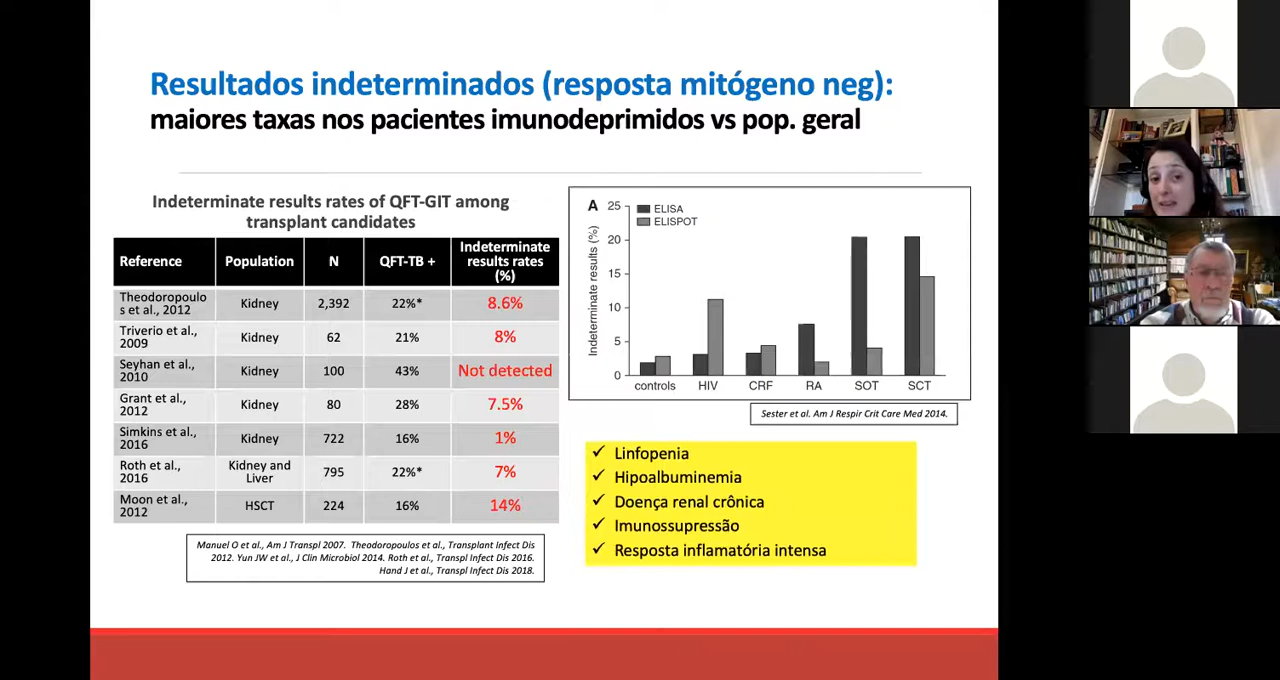 Resultados indeterminados (resposta mitógeno neg):
maiores taxas nos pacientes imunodeprimidos vs pop. geral
Indeterminate results rates of QFT-GIT among
transplant candidates
Reference Population N QFT-TB + Indeterminate results rates (%)
Theodoropoulo
s et al., 2012 Kidney 2,392 22%* 8.6%
Triverio et al.,
2009 Kidney 62 21% 8%
Seyhan et al.,
2010 Kidney 100 43% Not detected
Grant et al.,
2012 Kidney 80 28% 7.5%
Simkins et al.,
2016 Kidney 722 16% 1%
Roth et al.,
2016 Kidney and Liver 795 22%* 7%
Moon et al.,
2012 HSCT 224 16% 14%
Manuel O et al., Am J Transpl 2007. Theodoropoulos et al., Transplant Infect Dis
2012. Yun JW et al., J Clin Microbiol 2014. Roth et al., Transpl Infect Dis 2016.
Hand J et al., Transpl Infect Dis 2018.
A
ELISA
ELISPOT
Indeterminate results (%)
25
20
15
10
5
0
controls HIV CRF RA SOT SCT
Sester et al. Am J Respir Crit Care Med 2014.
✓ Linfopenia
✓ Hipoalbuminemia
✓ Doença renal crônica
✓ Imunossupressão
✓ Resposta inflamatória intensa